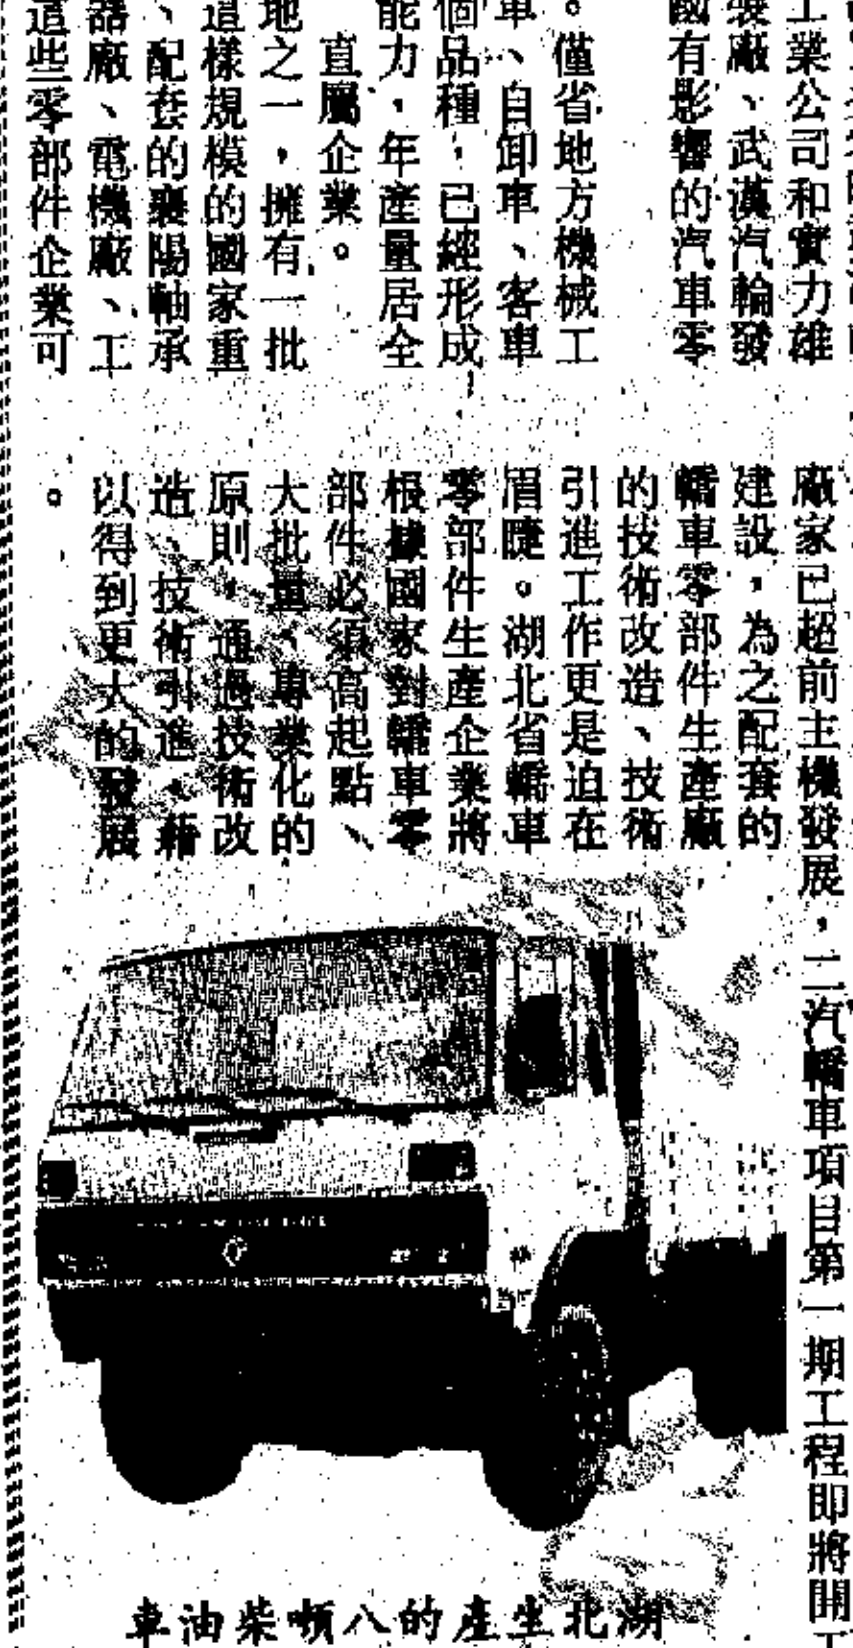 工業公司和實力雄
裝廠、武漢汽輪發
國有影響的汽車零
。僅省地方機械工
車、自卸車、客車
個品種，已經形成
能力，年產量居全
直屬企業。
地之一，擁有一批
這樣規模的國家重
、配套的襄陽軸承
器廠、電機廠、工
這些零部件企業可
廠家已超前主機發展，二汽轎車項目第一期工程即將開工
建設，為之配套的
轎車零部件生產廠
的技術改造、技術
引進工作更是迫在
眉睫。湖北省轎車
零部件生產企業將
根據國家對轎車零
部件必須高起點、
大批量、專業化的
原則，通過技術改
造、技術引進，藉
以得到更大的發展
。
湖北生產的八噸柴油車